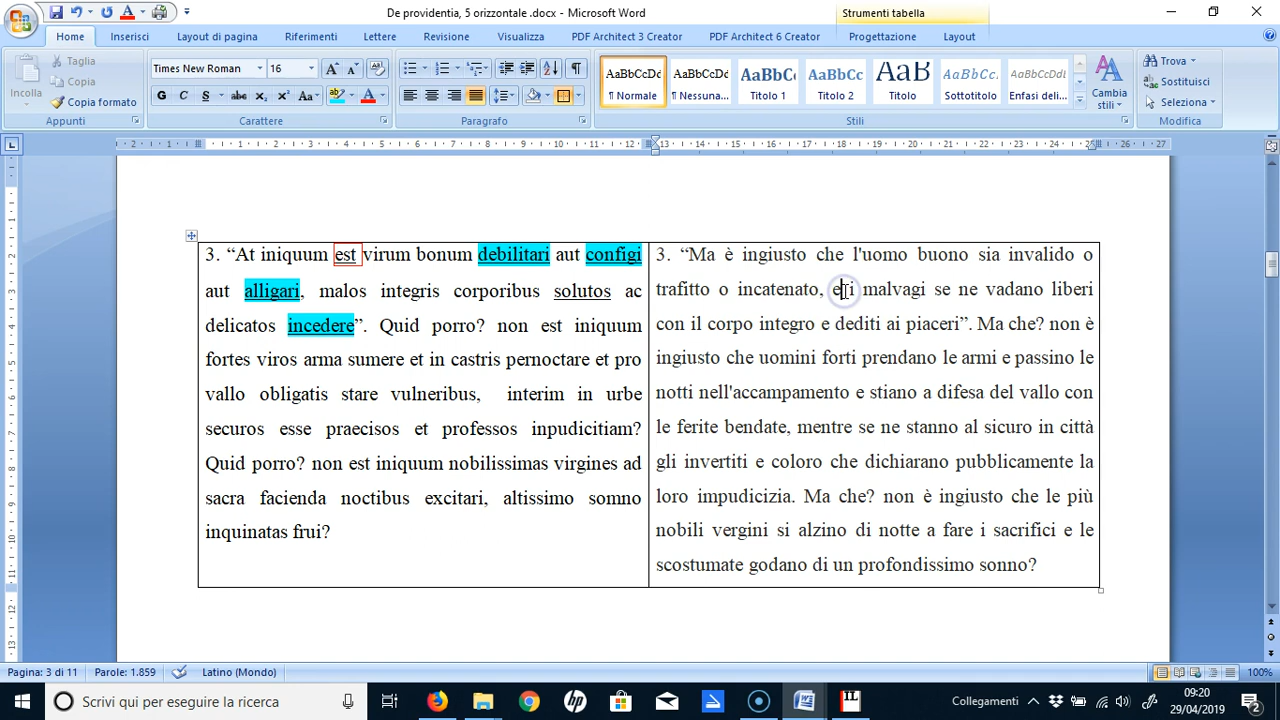 De providentia, 5 orizzontale .docx - Microsoft Word
Strumenti tabella
Home Inserisci Layout di pagina Riferimenti Lettere Revisione Visualizza PDF Architect 3 Creator PDF Architect 6 Creator Progettazione Layout
Incolla
Taglia
Copia
Copia formato
Appunti
Times New Roman 16
Carattere
Paragrafo
AaBbCcDd AaBbCcDd AaBbCc AaBbCc AaB AaBbCc AaBbCcDd
¶ Normale ¶ Nessuna... Titolo 1 Titolo 2 Titolo Sottotitolo Enfasi deli...
Cambia stili
Stili
Trova
Sostituisci
Seleziona
Modifica
3. “At iniquum est virum bonum debilitari aut configi
aut alligari, malos integris corporibus solutos ac
delicatos incedere”. Quid porro? non est iniquum
fortes viros arma sumere et in castris pernoctare et pro
vallo obligatis stare vulneribus, interim in urbe
securos esse praecisos et professos inpudicitiam?
Quid porro? non est iniquum nobilissimas virgines ad
sacra facienda noctibus excitari, altissimo somno
inquinatas frui?
3. “Ma è ingiusto che l'uomo buono sia invalido o
trafitto o incatenato, e i malvagi se ne vadano liberi
con il corpo integro e dediti ai piaceri”. Ma che? non è
ingiusto che uomini forti prendano le armi e passino le
notti nell'accampamento e stiano a difesa del vallo con
le ferite bendate, mentre se ne stanno al sicuro in città
gli invertiti e coloro che dichiarano pubblicamente la
loro impudicizia. Ma che? non è ingiusto che le più
nobili vergini si alzino di notte a fare i sacrifici e le
scostumate godano di un profondissimo sonno?
Pagina: 3 di 11 Parole: 1.859 Latino (Mondo) 100%
Scrivi qui per eseguire la ricerca
Collegamenti
09:20
29/04/2019